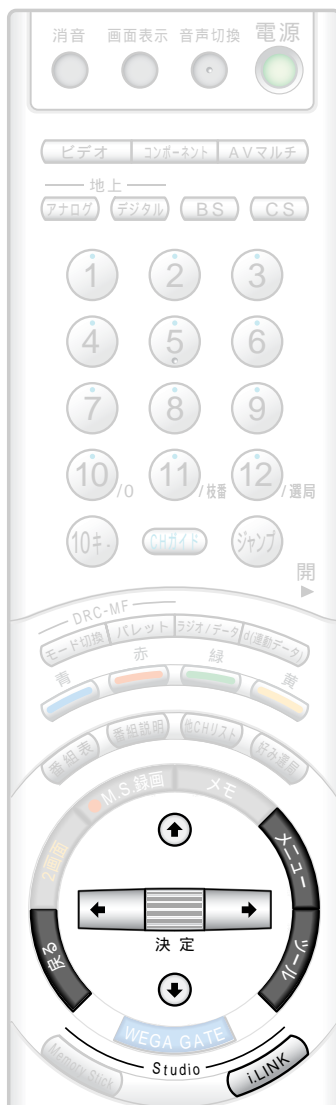 消音 画面表示 音声切換 電源
ビデオ コンポーネント AVマルチ
地上
アナログ デジタル BS CS
1 2 3
4 5 6
7 8 9
10/0 11/枝番 12/選局
10キー CHガイド ジャンプ
開
DRC-MF
モード切換 パレット ラジオ/データ d(連動データ)
青 赤 緑 黄
番組表 番組説明 他CHリスト 好み選局
2画面 M.S.録画 メモ
メニュー
決定
戻る ツール
WEGA GATE
Memory Stick Studio i.LINK